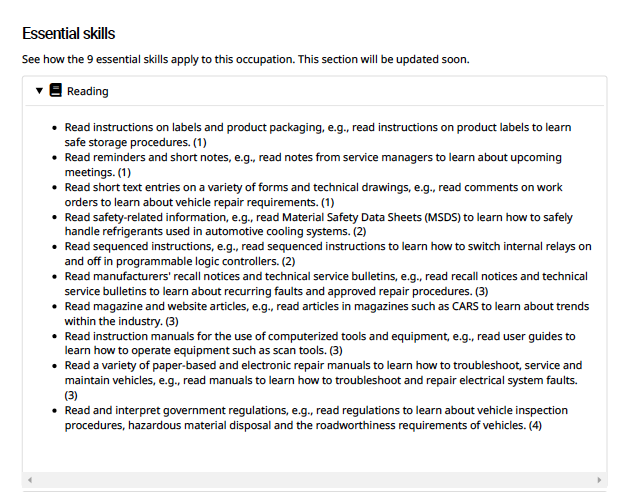 Essential skills
See how the 9 essential skills apply to this occupation. This section will be updated soon.
Reading
Read instructions on labels and product packaging, e.g., read instructions on product labels to learn
safe storage procedures. (1)
Read reminders and short notes, e.g., read notes from service managers to learn about upcoming
meetings. (1)
Read short text entries on a variety of forms and technical drawings, e.g., read comments on work
orders to learn about vehicle repair requirements. (1)
Read safety-related information, e.g., read Material Safety Data Sheets (MSDS) to learn how to safely
handle refrigerants used in automotive cooling systems. (2)
Read sequenced instructions, e.g., read sequenced instructions to learn how to switch internal relays on
and off in programmable logic controllers. (2)
Read manufacturers' recall notices and technical service bulletins, e.g., read recall notices and technical
service bulletins to learn about recurring faults and approved repair procedures. (3)
Read magazine and website articles, e.g., read articles in magazines such as CARS to learn about trends
within the industry. (3)
Read instruction manuals for the use of computerized tools and equipment, e.g., read user guides to
learn how to operate equipment such as scan tools. (3)
Read a variety of paper-based and electronic repair manuals to learn how to troubleshoot, service and
maintain vehicles, e.g., read manuals to learn how to troubleshoot and repair electrical system faults.
(3)
Read and interpret government regulations, e.g., read regulations to learn about vehicle inspection
procedures, hazardous material disposal and the roadworthiness requirements of vehicles. (4)